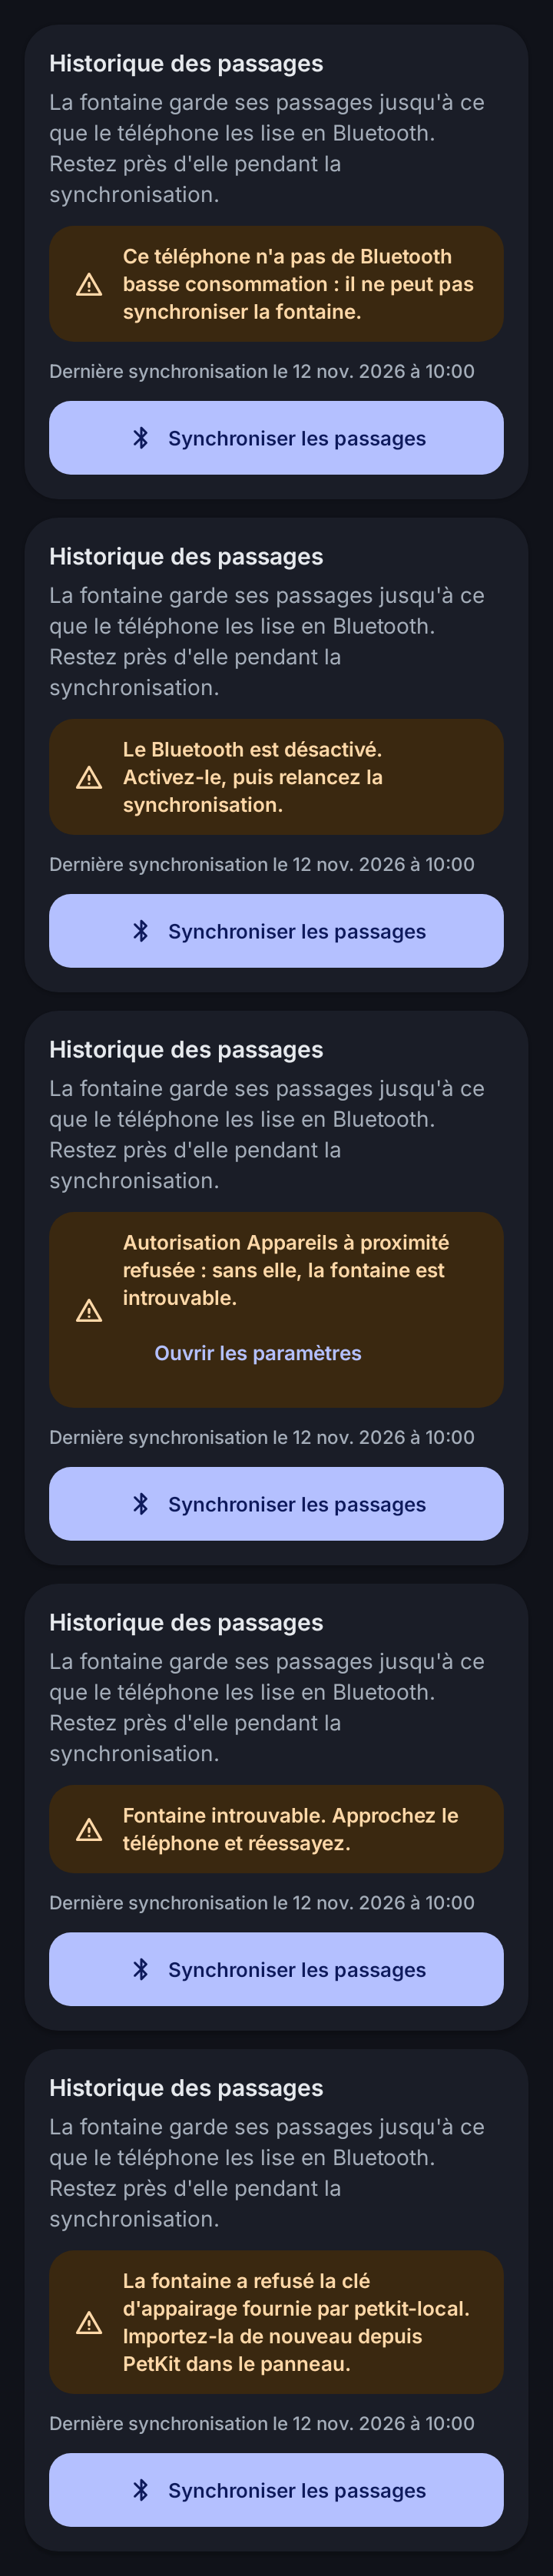 Historique des passages
La fontaine garde ses passages jusqu'à ce
que le téléphone les lise en Bluetooth.
Restez près d'elle pendant la
synchronisation.
Ce téléphone n'a pas de Bluetooth
basse consommation : il ne peut pas
synchroniser la fontaine.
Dernière synchronisation le 12 nov. 2026 à 10:00
Synchroniser les passages
Historique des passages
La fontaine garde ses passages jusqu'à ce
que le téléphone les lise en Bluetooth.
Restez près d'elle pendant la
synchronisation.
Le Bluetooth est désactivé.
Activez-le, puis relancez la
synchronisation.
Dernière synchronisation le 12 nov. 2026 à 10:00
Synchroniser les passages
Historique des passages
La fontaine garde ses passages jusqu'à ce
que le téléphone les lise en Bluetooth.
Restez près d'elle pendant la
synchronisation.
Autorisation Appareils à proximité
refusée : sans elle, la fontaine est
introuvable.
Ouvrir les paramètres
Dernière synchronisation le 12 nov. 2026 à 10:00
Synchroniser les passages
Historique des passages
La fontaine garde ses passages jusqu'à ce
que le téléphone les lise en Bluetooth.
Restez près d'elle pendant la
synchronisation.
Fontaine introuvable. Approchez le
téléphone et réessayez.
Dernière synchronisation le 12 nov. 2026 à 10:00
Synchroniser les passages
Historique des passages
La fontaine garde ses passages jusqu'à ce
que le téléphone les lise en Bluetooth.
Restez près d'elle pendant la
synchronisation.
La fontaine a refusé la clé
d'appairage fournie par petkit-local.
Importez-la de nouveau depuis
PetKit dans le panneau.
Dernière synchronisation le 12 nov. 2026 à 10:00
Synchroniser les passages